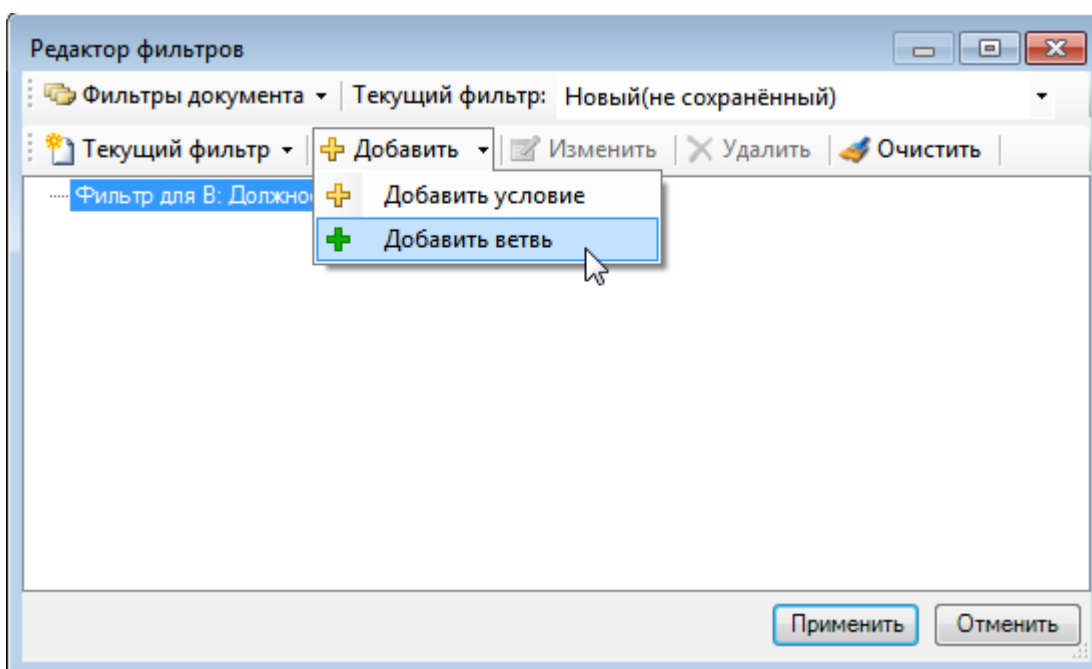 Редактор фильтров
Фильтры документа Текущий фильтр: Новый(не сохранённый)
Текущий фильтр Добавить Изменить Удалить Очистить
Фильтр для В: Добавить условие
Добавить ветвь
Применить Отменить